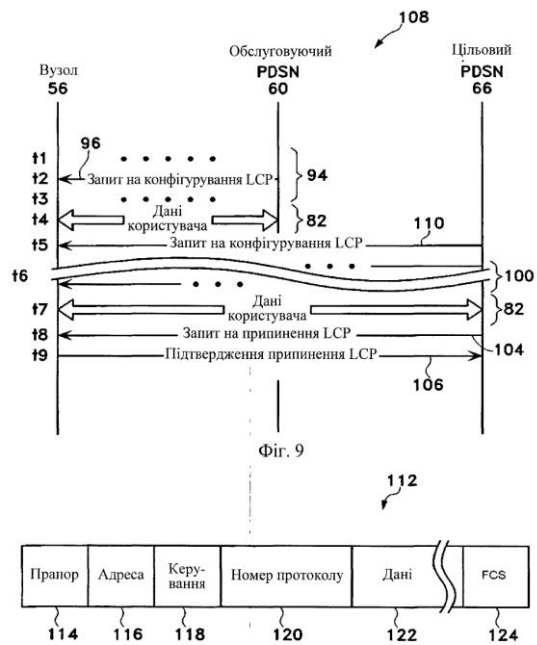 108
Обслуговуючий
PDSN
60
Цільовий
PDSN
66
Вузол
56
96
t1
t2 Запит на конфігурування LCP 94
t3
t4 Дані
користувача 82
t5 Запит на конфігурування LCP 110
t6 100
t7 Дані
користувача 82
t8 Запит на припинення LCP 104
t9 Підтвердження припинення LCP 106
Фіг. 9
112
Прапор Адреса Керу-
вання Номер протоколу Дані FCS
114 116 118 120 122 124